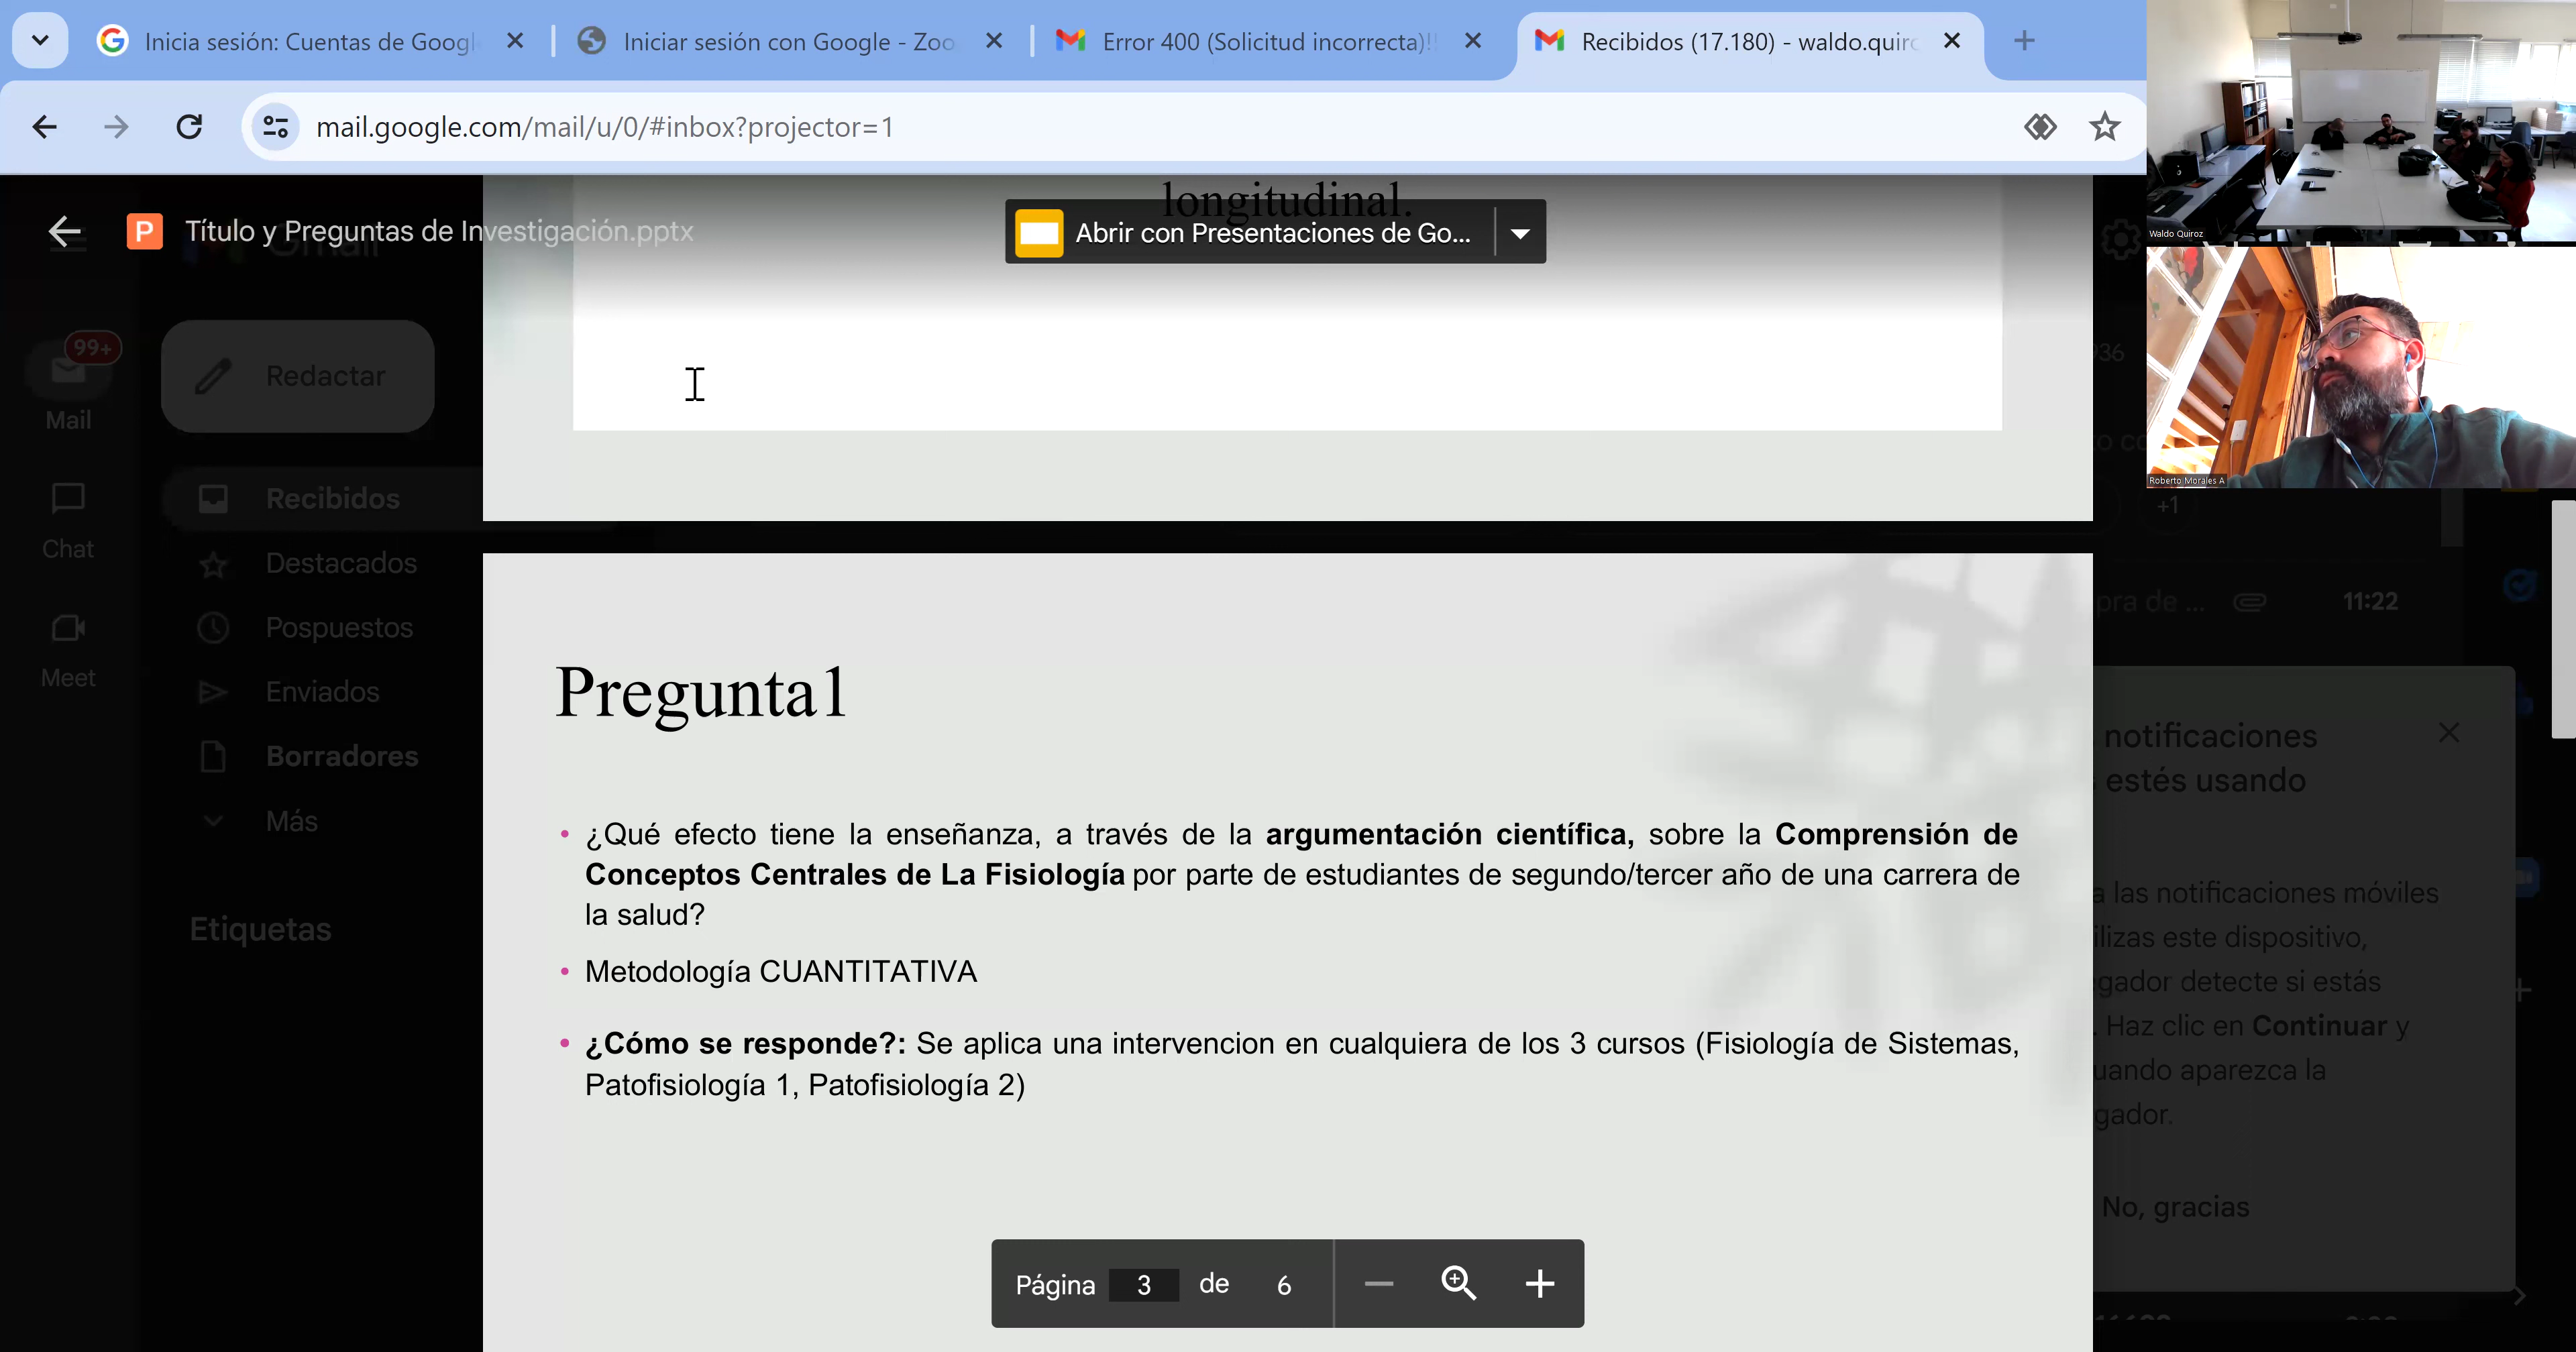 Inicia sesión: Cuentas de Googl
Iniciar sesión con Google - Zoo
Error 400 (Solicitud incorrecta)!!
Recibidos (17.180) - waldo.quiro
mail.google.com/mail/u/0/#inbox?projector=1
Título y Preguntas de Investigación.pptx
longitudinal.
Abrir con Presentaciones de Go...
Gmail
Waldo Quiroz
Roberto Morales A
99+
Mail
Chat
Meet
Redactar
Recibidos
Destacados
Pospuestos
Enviados
Borradores
Más
Etiquetas
936
+1
ora de ...
11:22
Pregunta1
• ¿Qué efecto tiene la enseñanza, a través de la argumentación científica, sobre la Comprensión de
Conceptos Centrales de La Fisiología por parte de estudiantes de segundo/tercer año de una carrera de
la salud?
• Metodología CUANTITATIVA
• ¿Cómo se responde?: Se aplica una intervencion en cualquiera de los 3 cursos (Fisiología de Sistemas,
Patofisiología 1, Patofisiología 2)
notificaciones
estés usando
a las notificaciones móviles
ilizas este dispositivo,
gador detecte si estás
. Haz clic en Continuar y
uando aparezca la
gador.
No, gracias
Página 3 de 6